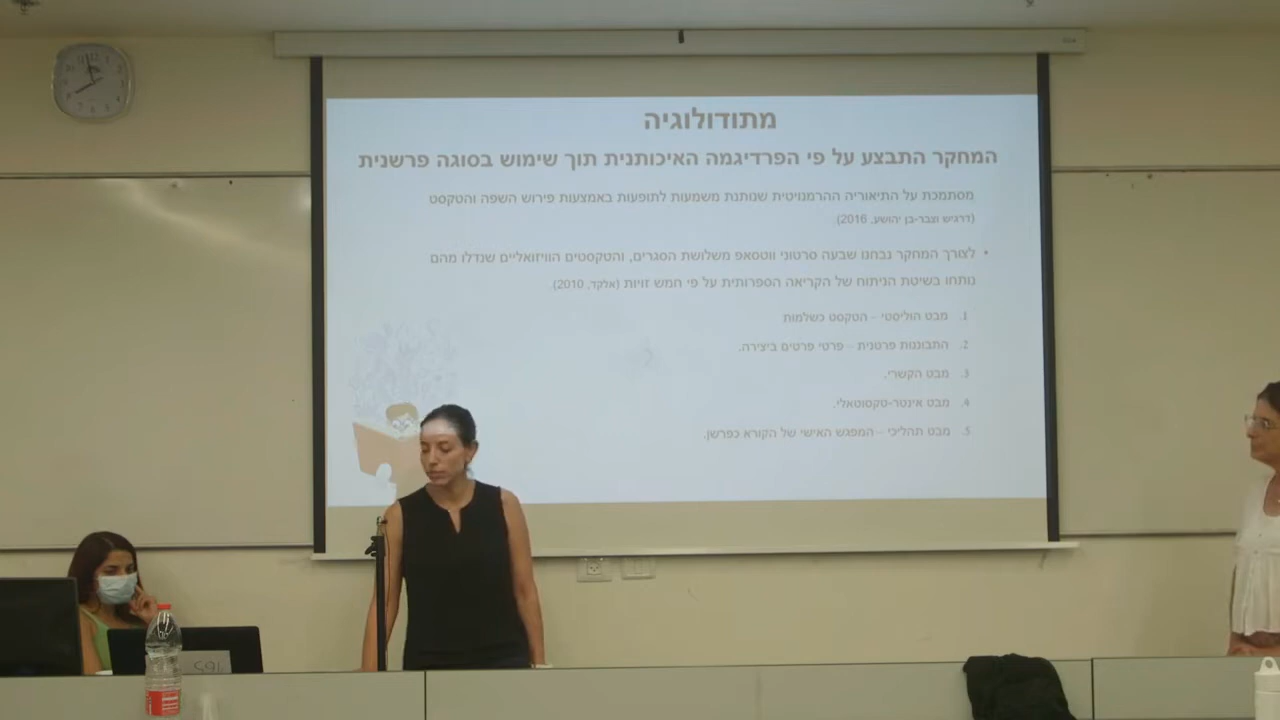 מתודולוגיה
המחקר התבצע על פי הפרדיגמה האיכותנית תוך שימוש בסוגה פרשנית
מסתמכת על התיאוריה ההרמנויטית שנותנת משמעות לתופעות באמצעות פירוש השפה והטקסט
(דרגיש וצבר-בן יהושע, 2016)
• לצורך המחקר נבחנו שבעה סרטוני ווטסאפ משלושת הסגרים, והטקסטים הוויזואליים שנדלו מהם
נותחו בשיטת הניתוח של הקריאה הספרותית על פי חמש זויות (אלקד, 2010)
1. מבט הוליסטי – הטקסט כשלמות
2. התבוננות פרטנית – פרטי פרטים ביצירה.
3. מבט הקשרי.
4. מבט אינטר-טקסטואלי.
5. מבט תהליכי – המפגש האישי של הקורא כפרשן.